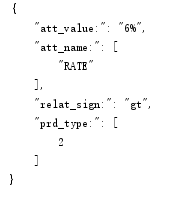 {
    "att_value:": "6%",
    "att_name:": [
        "RATE"
    ],
    "relat_sign:": "gt",
    "prd_type:": [
        2
    ]
}